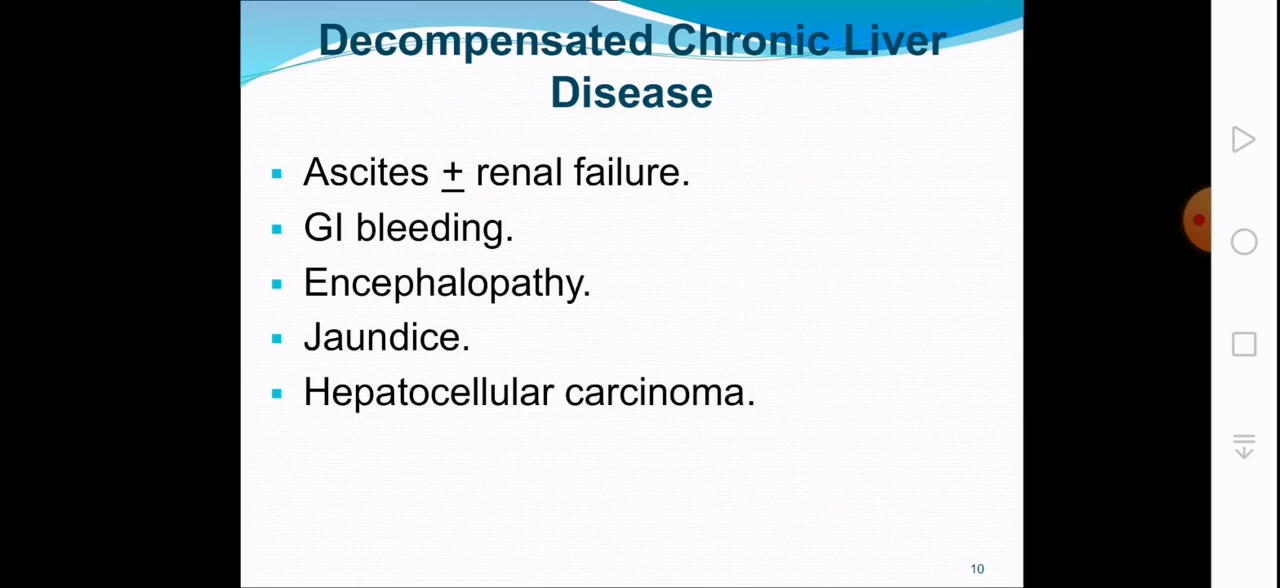 Decompensated Chronic Liver
Disease
▪ Ascites ± renal failure.
▪ GI bleeding.
▪ Encephalopathy.
▪ Jaundice.
▪ Hepatocellular carcinoma.
10